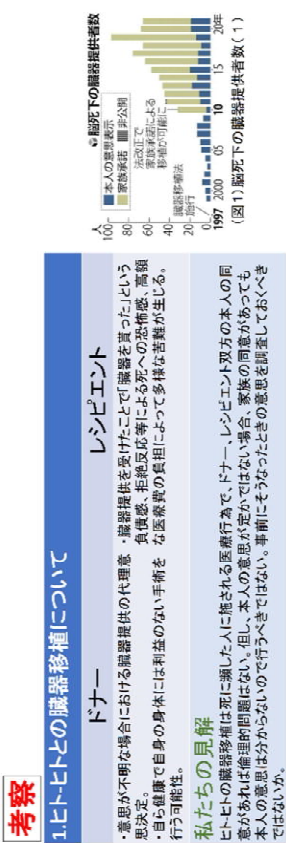 考察
1.ヒト-ヒトとの臓器移植について
ドナー
・意思が不明な場合における臓器提供の代理意
思決定。
・自ら健康で自身の身体には利益のない手術を
行う可能性。
レシピエント
・臓器提供を受けたことで「臓器を貰った」という
負債感、拒絶反応等による死への恐怖感、高額
な医療費の負担によって多様な苦難が生じる。
私たちの見解
ヒト-ヒトの臓器移植は死に瀕した人に施される医療行為で、ドナー、レシピエント双方の本人の同
意があれば倫理的問題はない。但し、本人の意思が定かではない場合、家族の同意があっても
本人の意思は分からないので行うべきではない。事前にそうなったときの意思を調査しておくべき
ではないか。
脳死下の臓器提供者数
人
本人の意思表示
家族承諾
非公開
100
80
60
40
20
0
法改正で
家族承諾による
移植が可能に
臓器移植法
施行
1997 2000 05 10 15 20年
(図1)脳死下の臓器提供者数(1)